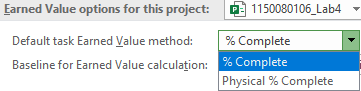 Earned Value options for this project: 1150080106_Lab4
Default task Earned Value method: % Complete
% Complete
Baseline for Earned Value calculation: Physical % Complete